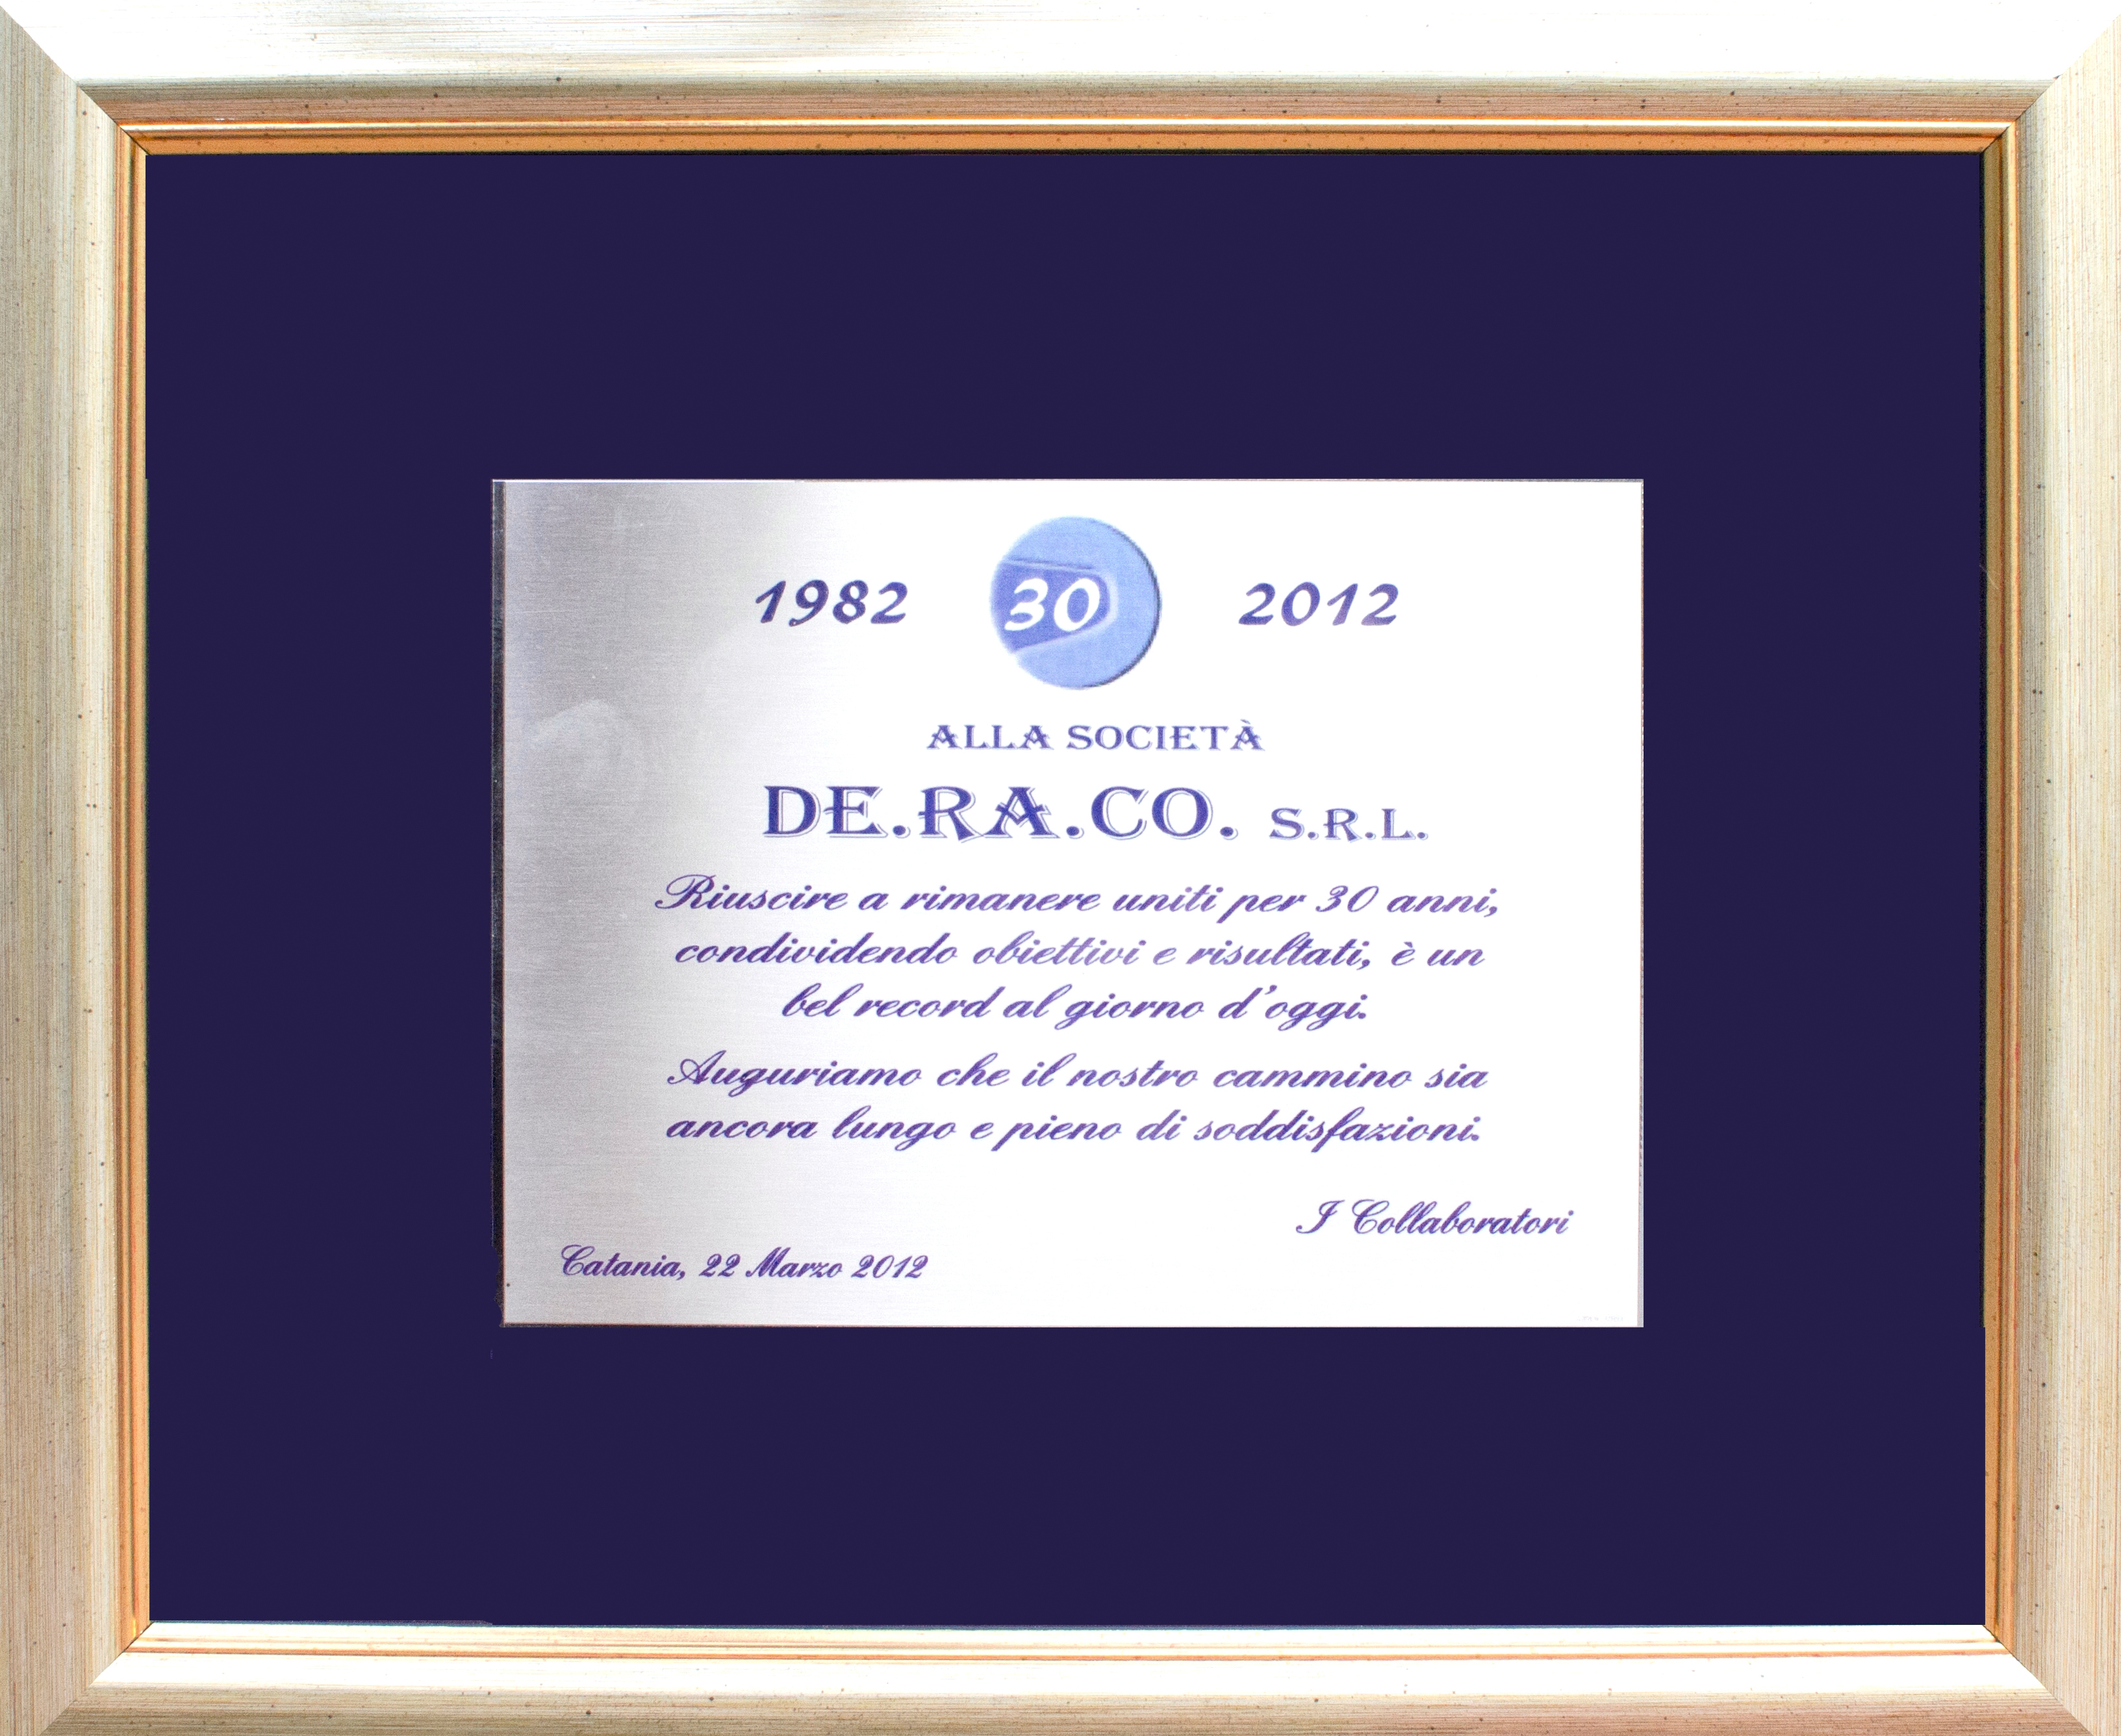 1982 30 2012
ALLA SOCIETÀ
DE.RA.CO. S.R.L.
Riuscire a rimanere uniti per 30 anni,
condividendo obiettivi e risultati, è un
bel record al giorno d'oggi.
Auguriamo che il nostro cammino sia
ancora lungo e pieno di soddisfazioni.
I Collaboratori
Catania, 22 Marzo 2012